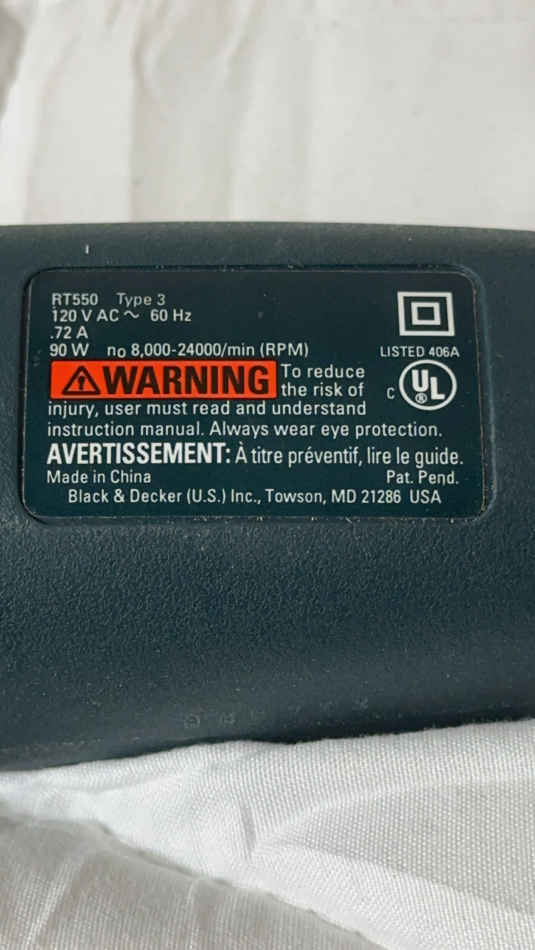 RT550 Type 3
120 V AC ~ 60 Hz
.72 A
90 W no 8,000-24000/min (RPM)
LISTED 406A
⚠WARNING To reduce
the risk of
C UL ®
injury, user must read and understand
instruction manual. Always wear eye protection.
AVERTISSEMENT: À titre préventif, lire le guide.
Made in China Pat. Pend.
Black & Decker (U.S.) Inc., Towson, MD 21286 USA